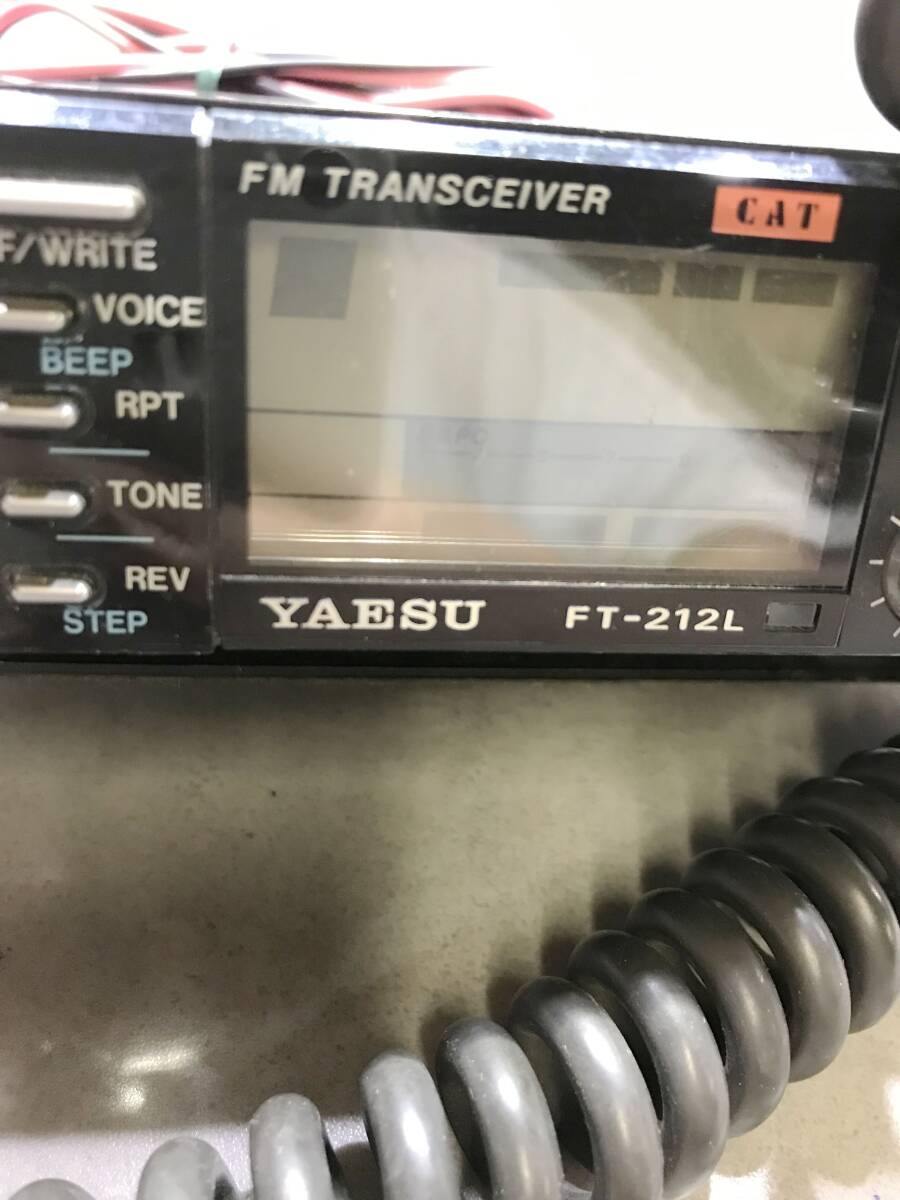 FM TRANSCEIVER
CAT
F/WRITE
VOICE
BEEP
RPT
TONE
REV
STEP
YAESU
FT-212L